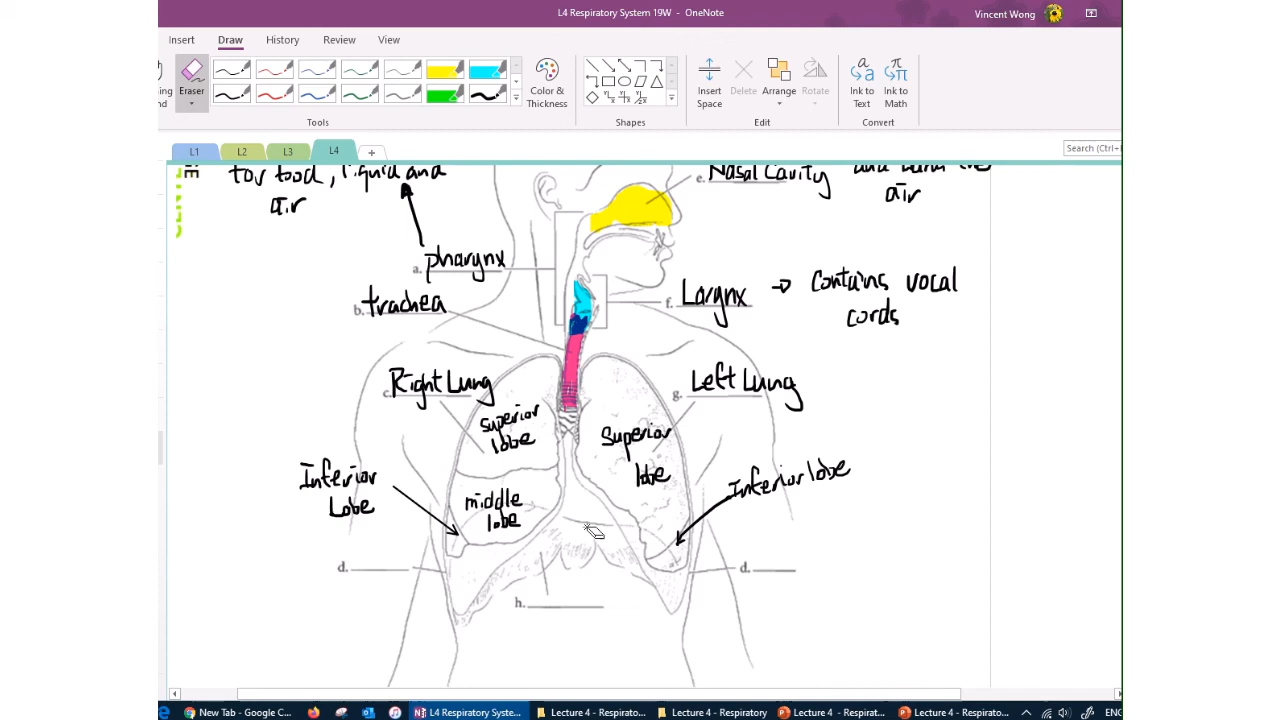 L4 Respiratory System 19W - OneNote
Vincent Wong
Insert Draw History Review View
Eraser
Color &
Thickness
Insert
Space
Delete
Arrange
Rotate
Ink to
Text
Ink to
Math
Tools
Shapes
Edit
Convert
L1 L2 L3 L4 +
Search (Ctrl+
for food, liquid and
air
e. Nasal Cavity
air
a. pharynx
b. trachea
f. Larynx → Contains vocal
cords
c. Right Lung
g. Left Lung
superior
lobe
Superior
lobe
Inferior
Lobe
middle
lobe
Inferior lobe
d.
d.
h.
New Tab - Google C...
L4 Respiratory Syste...
Lecture 4 - Respirato...
Lecture 4 - Respiratory
Lecture 4 - Respirat...
Lecture 4 - Respirato...
ENG